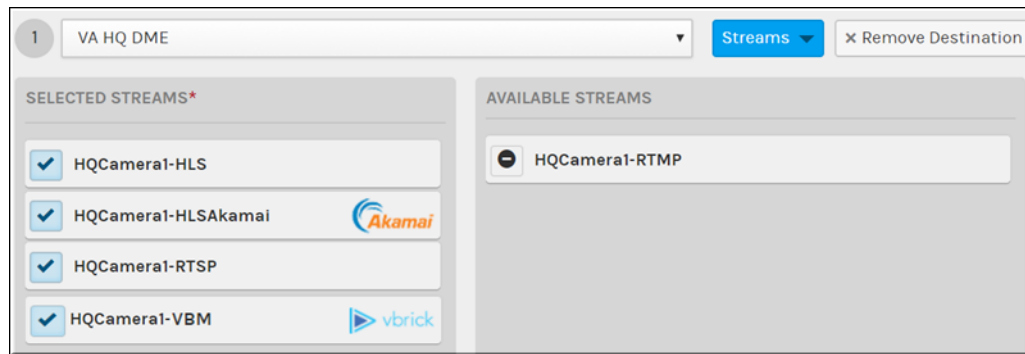 1 VA HQ DME Streams × Remove Destination
SELECTED STREAMS*
HQCamera1-HLS
HQCamera1-HLSAkamai Akamai
HQCamera1-RTSP
HQCamera1-VBM vbrick
AVAILABLE STREAMS
HQCamera1-RTMP